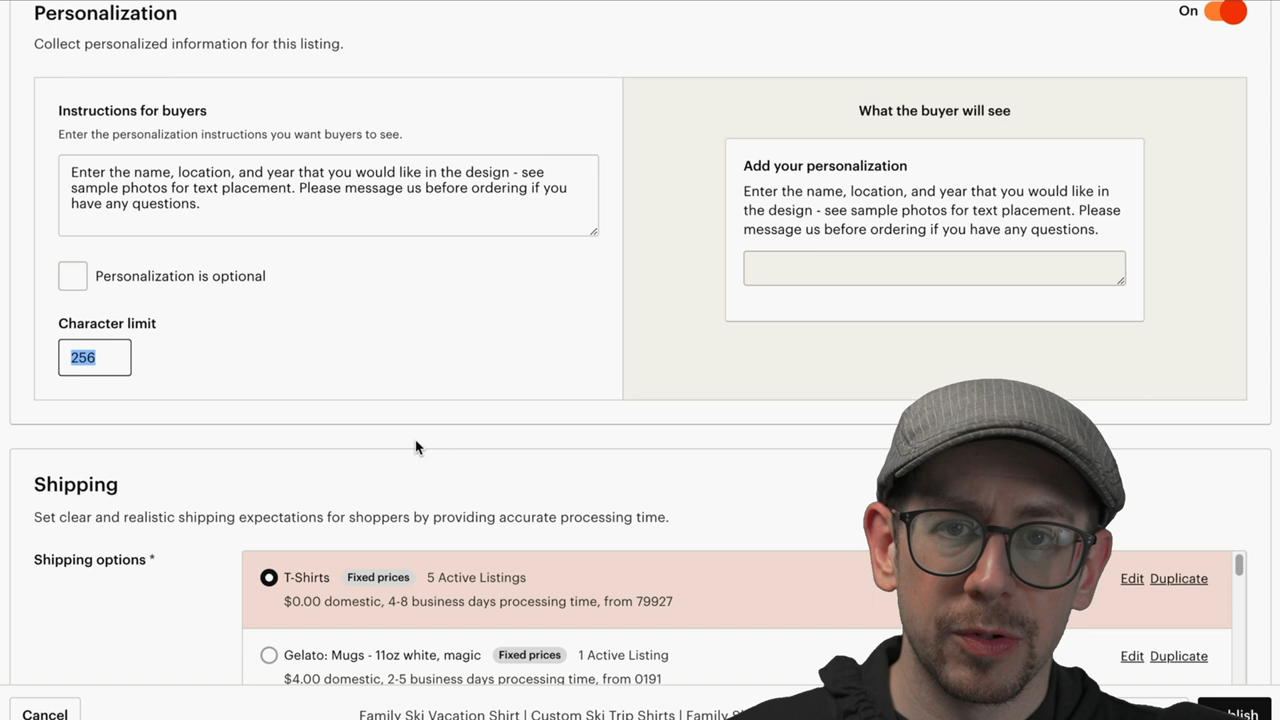 Personalization
On
Collect personalized information for this listing.
Instructions for buyers
Enter the personalization instructions you want buyers to see.
Enter the name, location, and year that you would like in the design - see
sample photos for text placement. Please message us before ordering if you
have any questions.
Personalization is optional
Character limit
256
What the buyer will see
Add your personalization
Enter the name, location, and year that you would like in
the design - see sample photos for text placement. Please
message us before ordering if you have any questions.
Shipping
Set clear and realistic shipping expectations for shoppers by providing accurate processing time.
Shipping options *
T-Shirts Fixed prices 5 Active Listings
Edit Duplicate
$0.00 domestic, 4-8 business days processing time, from 79927
Gelato: Mugs - 11oz white, magic Fixed prices 1 Active Listing
Edit Duplicate
$4.00 domestic, 2-5 business days processing time, from 0191
Cancel
Family Ski Vacation Shirt | Custom Ski Trip Shirts | Family